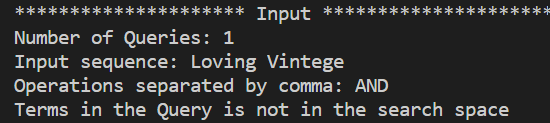 ********************* Input *********************
Number of Queries: 1
Input sequence: Loving Vintege
Operations separated by comma: AND
Terms in the Query is not in the search space